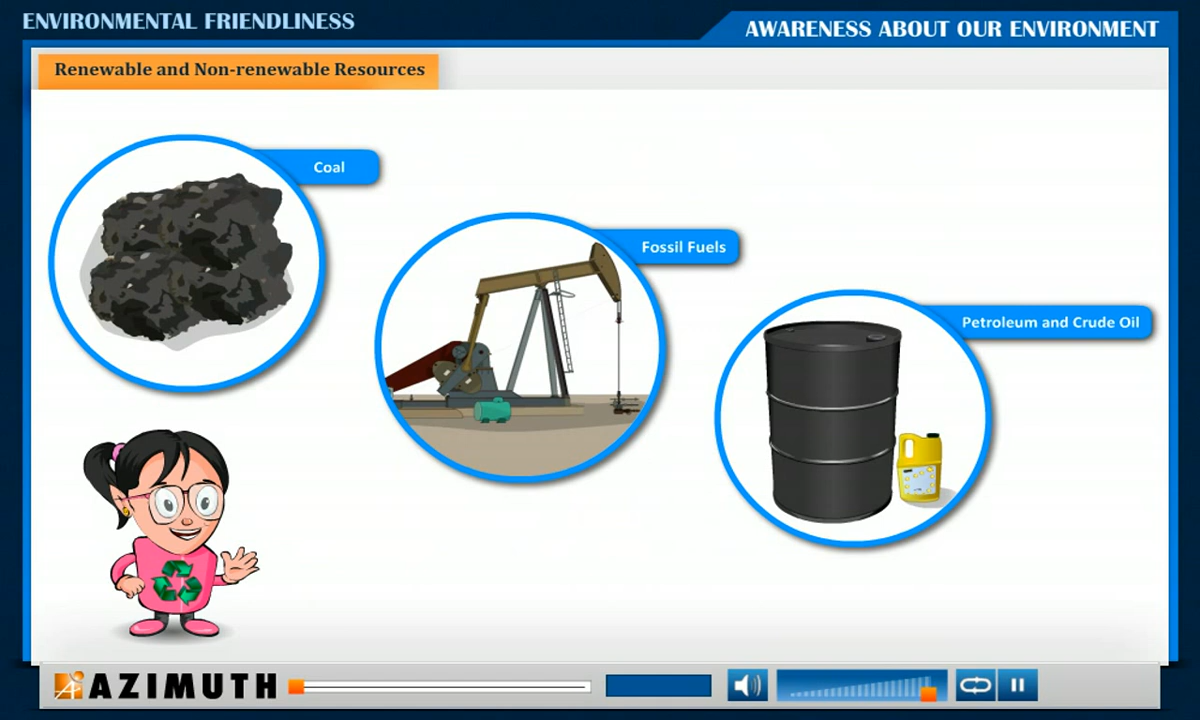 ENVIRONMENTAL FRIENDLINESS
AWARENESS ABOUT OUR ENVIRONMENT
Renewable and Non-renewable Resources
Coal
Fossil Fuels
Petroleum and Crude Oil
AZIMUTH